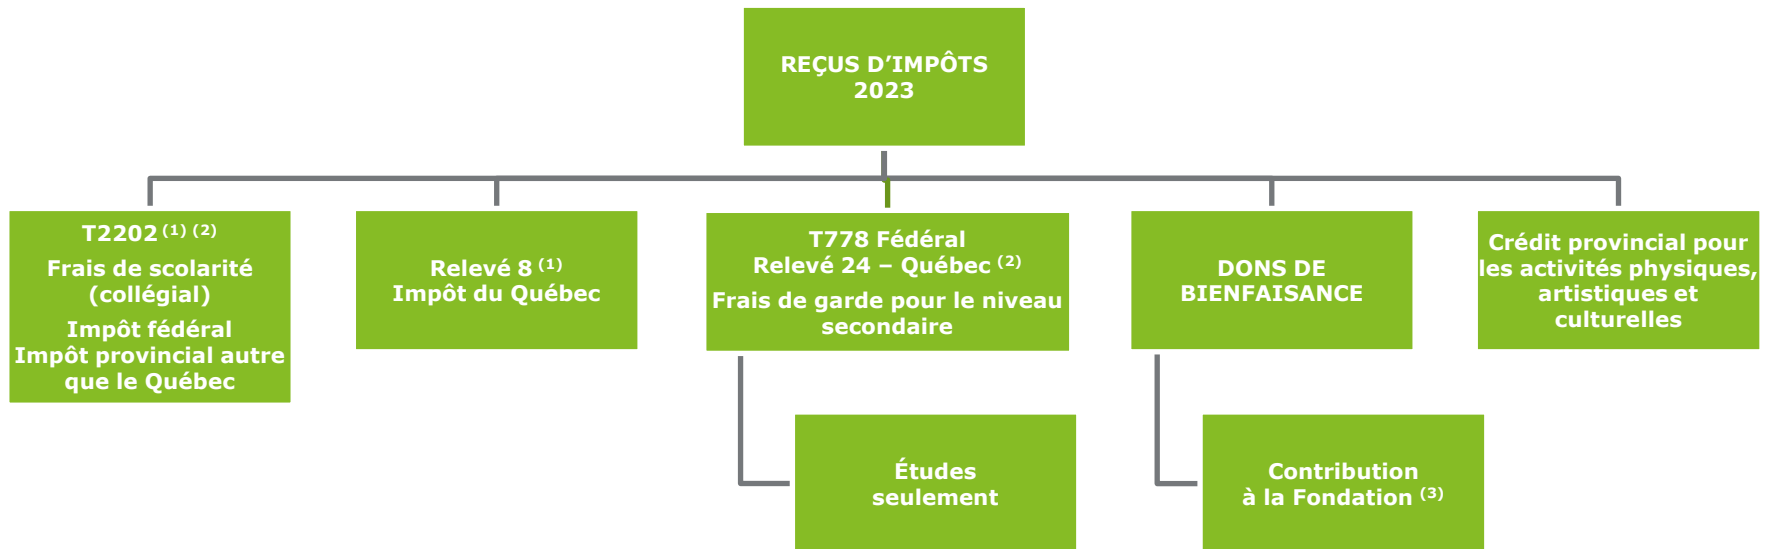 REÇUS D’IMPÔTS
2023
T2202 (1) (2)
Frais de scolarité
(collégial)
Impôt fédéral
Impôt provincial autre
que le Québec
Relevé 8 (1)
Impôt du Québec
T778 Fédéral
Relevé 24 – Québec (2)
Frais de garde pour le niveau
secondaire
DONS DE
BIENFAISANCE
Crédit provincial pour
les activités physiques,
artistiques et
culturelles
Études
seulement
Contribution
à la Fondation (3)